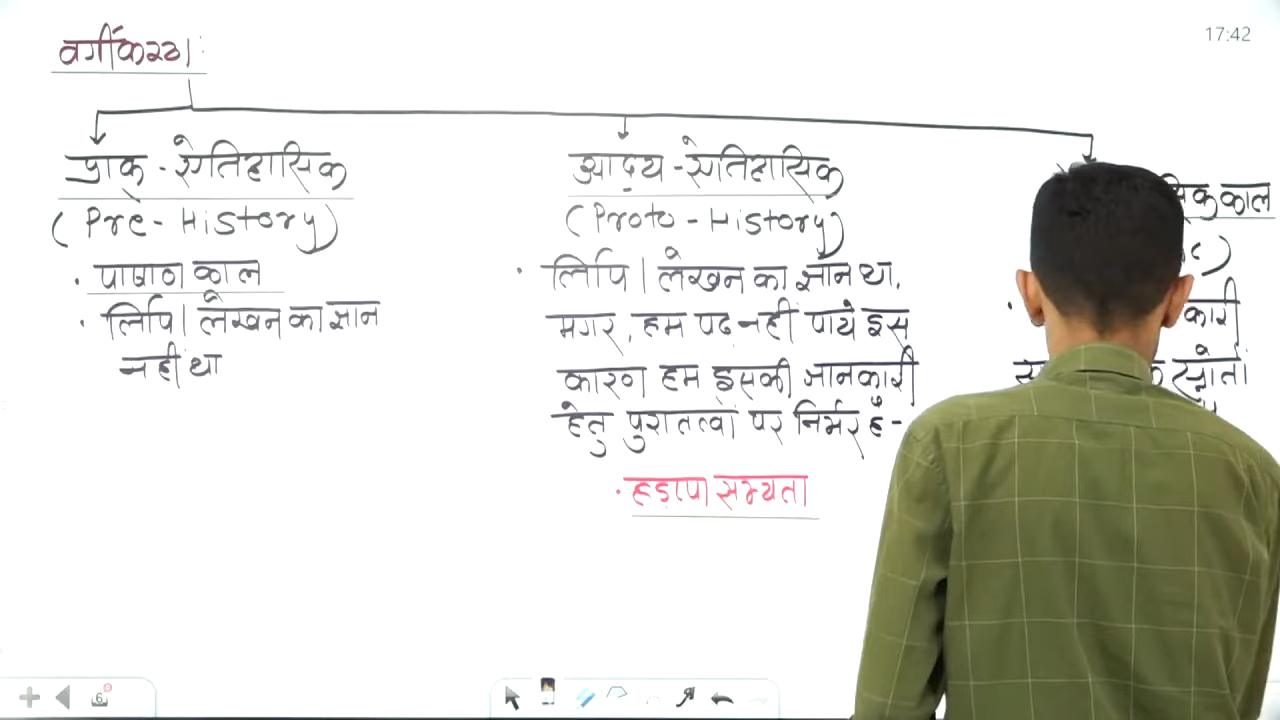 17:42
वर्गीकरण:
प्राक् - ऐतिहासिक
(Pre - History)
· पाषाण काल
· लिपि | लेखन का ज्ञान
नहीं था
आद्य - ऐतिहासिक
(Proto - History)
· लिपि | लेखन का ज्ञान था,
मगर, हम पढ नहीं पाये इस
कारण हम इसकी जानकारी
हेतु पुरातत्वों पर निर्भर है -
· हड़प्पा सभ्यता
काल
)
कारी
स्रोतों
6